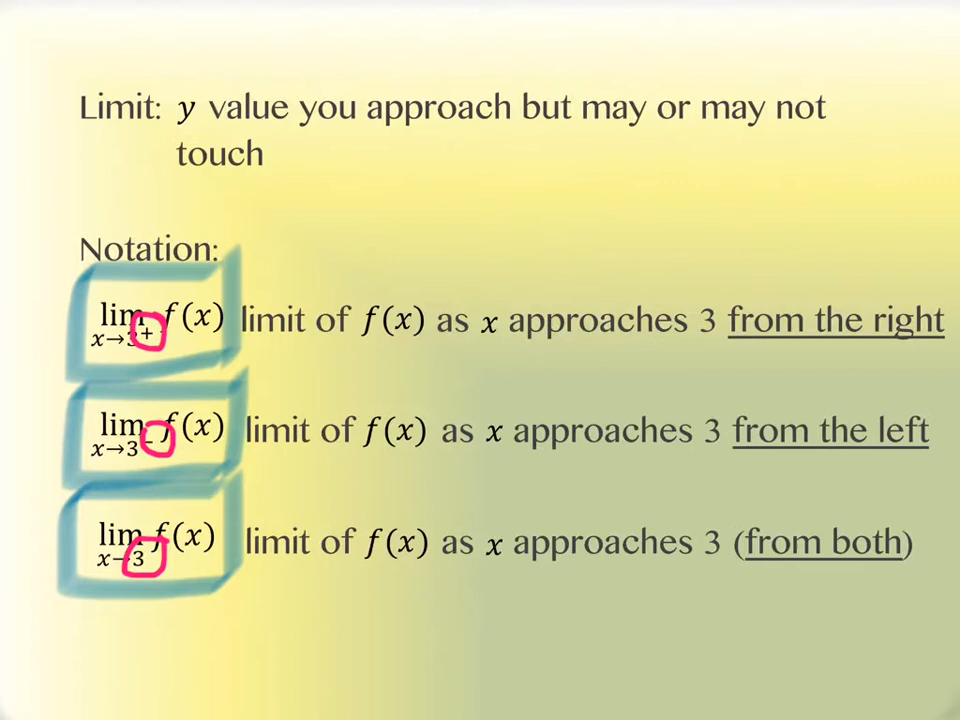 Limit: y value you approach but may or may not
touch
Notation:
lim x→3⁺ f(x) limit of f(x) as x approaches 3 from the right
lim x→3⁻ f(x) limit of f(x) as x approaches 3 from the left
lim x→3 f(x) limit of f(x) as x approaches 3 (from both)